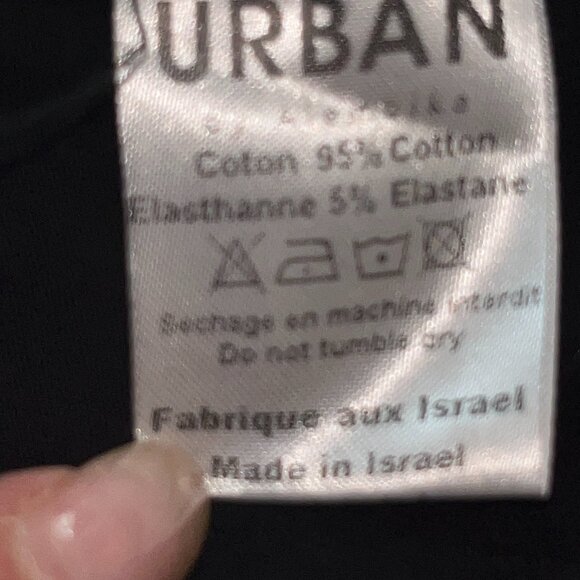 URBAN
Coton 95% Cotton
Elasthanne 5% Elastane
Sechage en machine interdit
Do not tumble dry
Fabrique aux Israel
Made in Israel